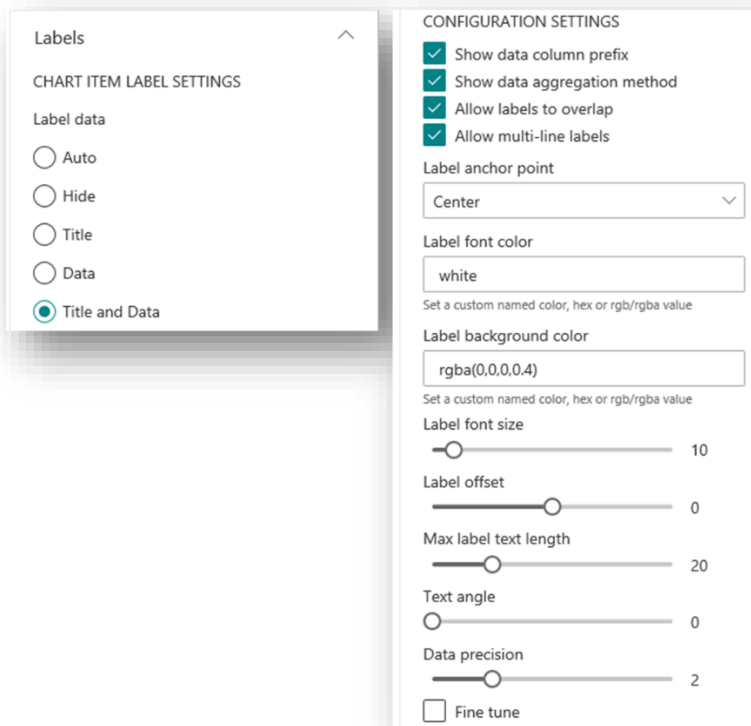 Labels
CHART ITEM LABEL SETTINGS
Label data
Auto
Hide
Title
Data
Title and Data
CONFIGURATION SETTINGS
Show data column prefix
Show data aggregation method
Allow labels to overlap
Allow multi-line labels
Label anchor point
Center
Label font color
white
Set a custom named color, hex or rgb/rgba value
Label background color
rgba(0,0,0,0.4)
Set a custom named color, hex or rgb/rgba value
Label font size
10
Label offset
0
Max label text length
20
Text angle
0
Data precision
2
Fine tune